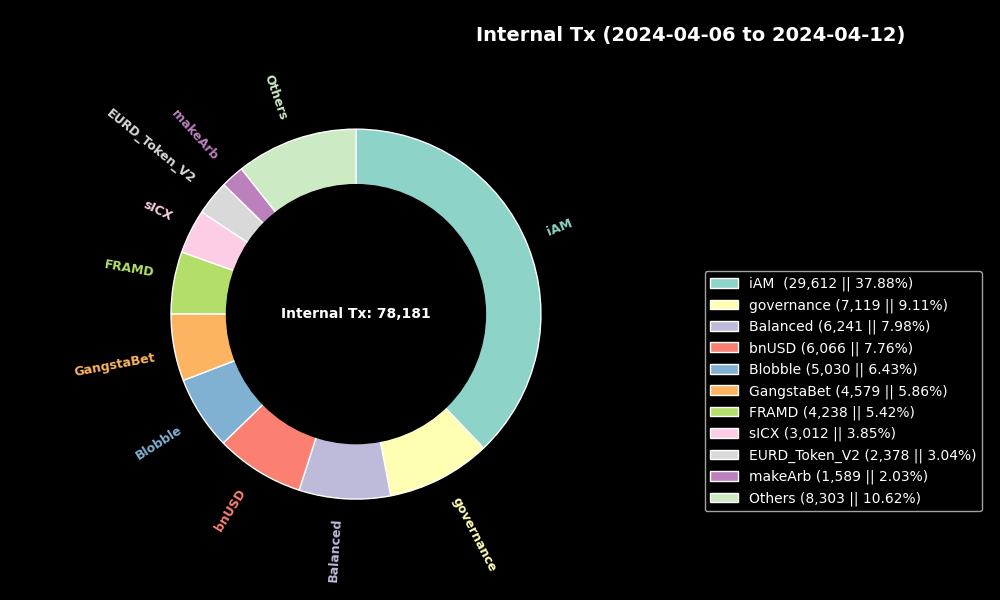 Internal Tx (2024-04-06 to 2024-04-12)
Others
makeArb
EURD_Token_V2
sICX
iAM
FRAMD
Internal Tx: 78,181
GangstaBet
Blobble
bnUSD
Balanced
governance
iAM  (29,612 || 37.88%)
governance (7,119 || 9.11%)
Balanced (6,241 || 7.98%)
bnUSD (6,066 || 7.76%)
Blobble (5,030 || 6.43%)
GangstaBet (4,579 || 5.86%)
FRAMD (4,238 || 5.42%)
sICX (3,012 || 3.85%)
EURD_Token_V2 (2,378 || 3.04%)
makeArb (1,589 || 2.03%)
Others (8,303 || 10.62%)